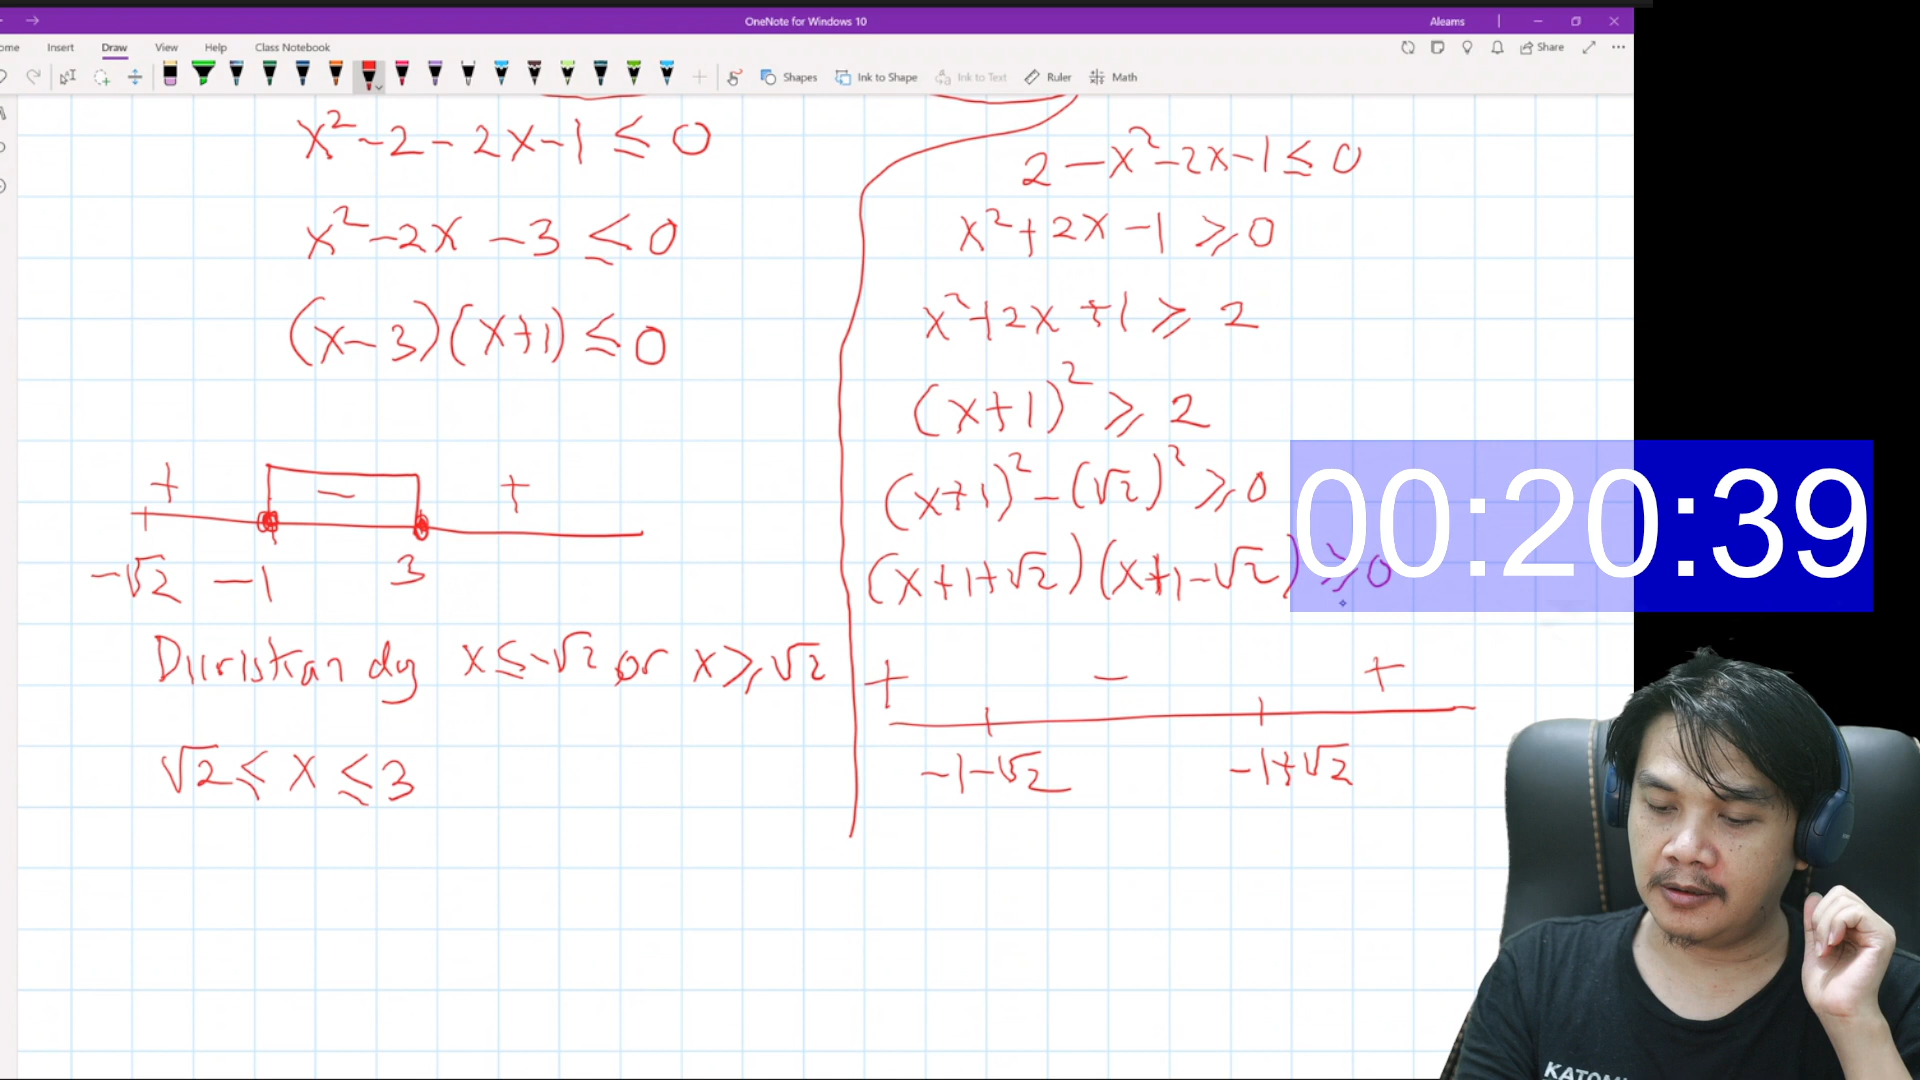 OneNote for Windows 10
Aleams
Insert Draw View Help Class Notebook
Share
Shapes Ink to Shape Ink to Text Ruler Math
x² - 2 - 2x - 1 ≤ 0
x² - 2x - 3 ≤ 0
(x - 3)(x + 1) ≤ 0
+ - +
-√2 -1 3
Diiriskan dg x ≤ -√2 or x ≥ √2
√2 ≤ x ≤ 3
2 - x² - 2x - 1 ≤ 0
x² + 2x - 1 ≥ 0
x² + 2x + 1 ≥ 2
(x + 1)² ≥ 2
(x + 1)² - (√2)² ≥ 0
(x + 1 + √2)(x + 1 - √2) ≥ 0
+ - +
-1-√2 -1+√2
00:20:39